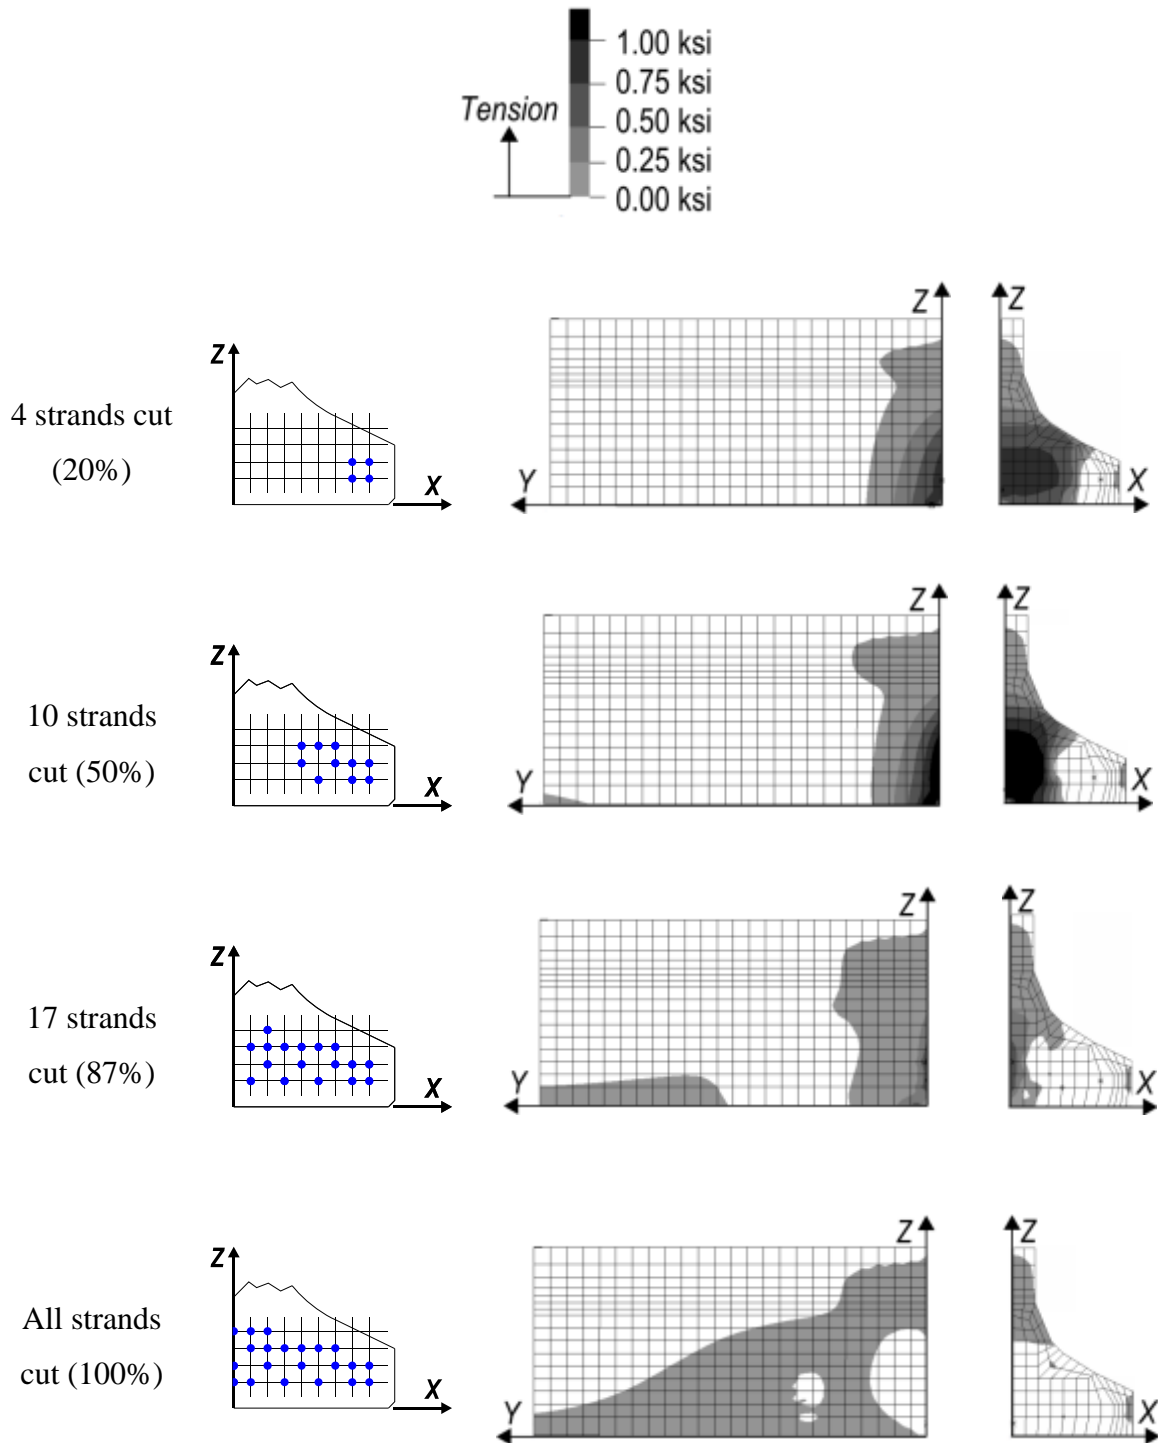 1.00 ksi
0.75 ksi
Tension
0.50 ksi
0.25 ksi
0.00 ksi
4 strands cut
(20%)
Z
X
Z
Y
Z
X
10 strands
cut (50%)
Z
X
Z
Y
Z
X
17 strands
cut (87%)
Z
X
Z
Y
Z
X
All strands
cut (100%)
Z
X
Z
Y
Z
X